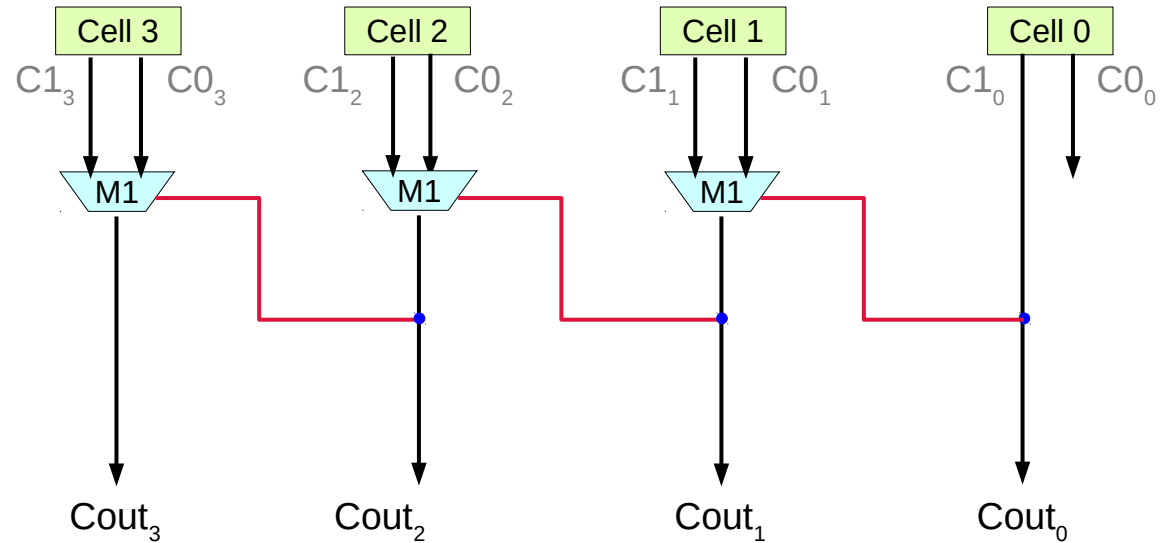 Cell 3 Cell 2 Cell 1 Cell 0
C1₃ C0₃ C1₂ C0₂ C1₁ C0₁ C1₀ C0₀
M1 M1 M1
Cout₃ Cout₂ Cout₁ Cout₀